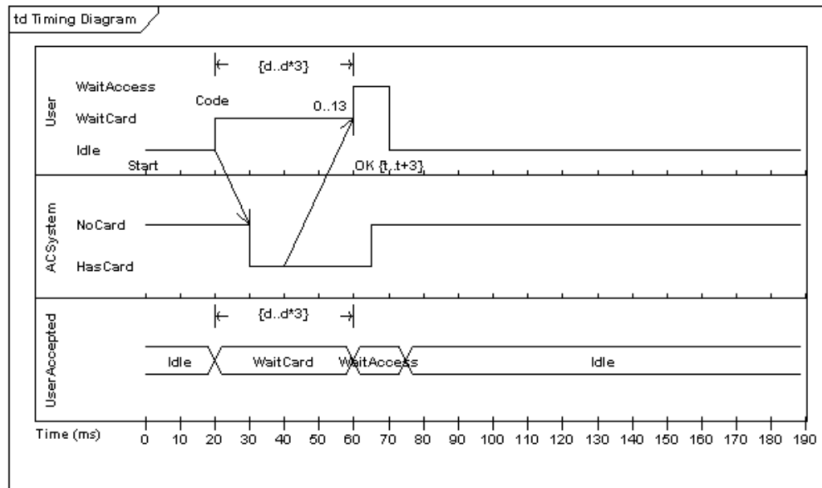 td Timing Diagram
{d..d*3}
WaitAccess
Code
0..13
User
WaitCard
Idle
Start
OK {t..t+3}
ACSystem
NoCard
HasCard
{d..d*3}
UserAccepted
Idle WaitCard WaitAccess Idle
Time (ms)
0 10 20 30 40 50 60 70 80 90 100 110 120 130 140 150 160 170 180 190